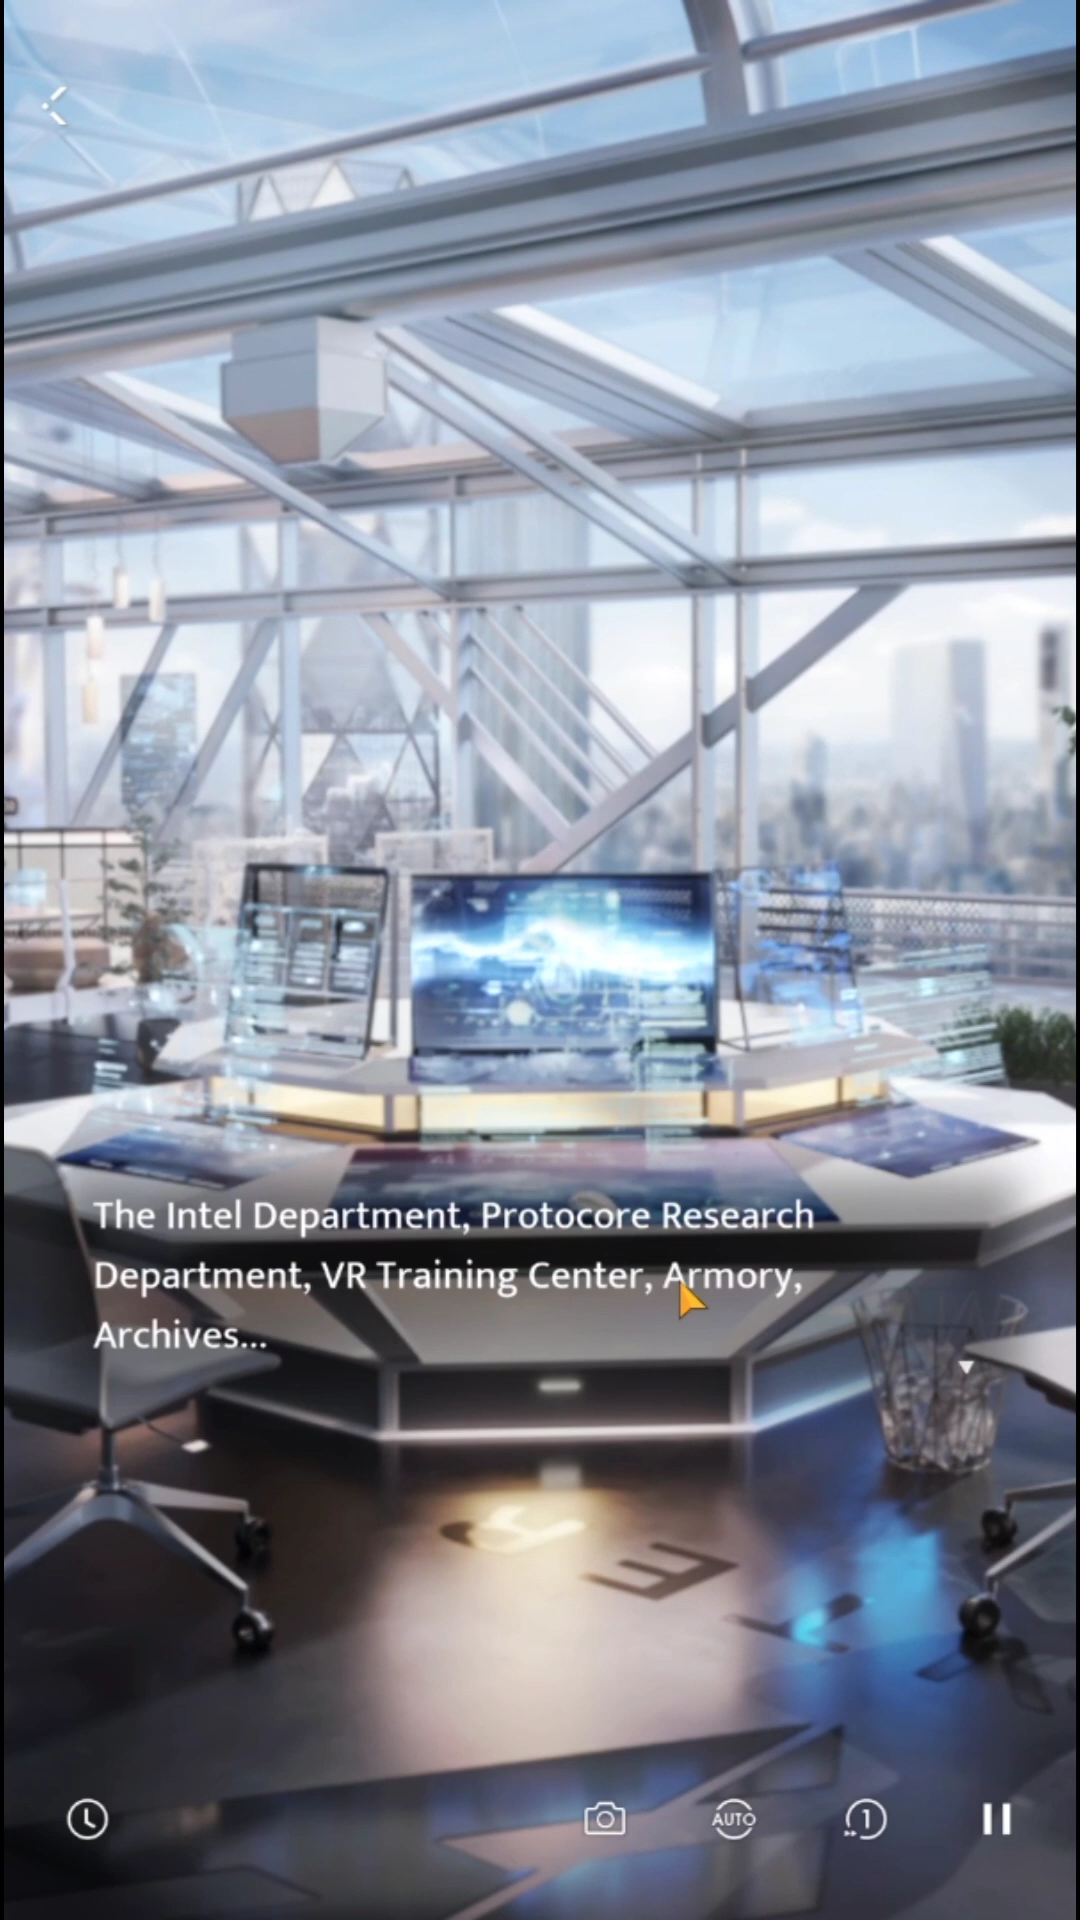 The Intel Department, Protocore Research
Department, VR Training Center, Armory,
Archives...
AUTO
1